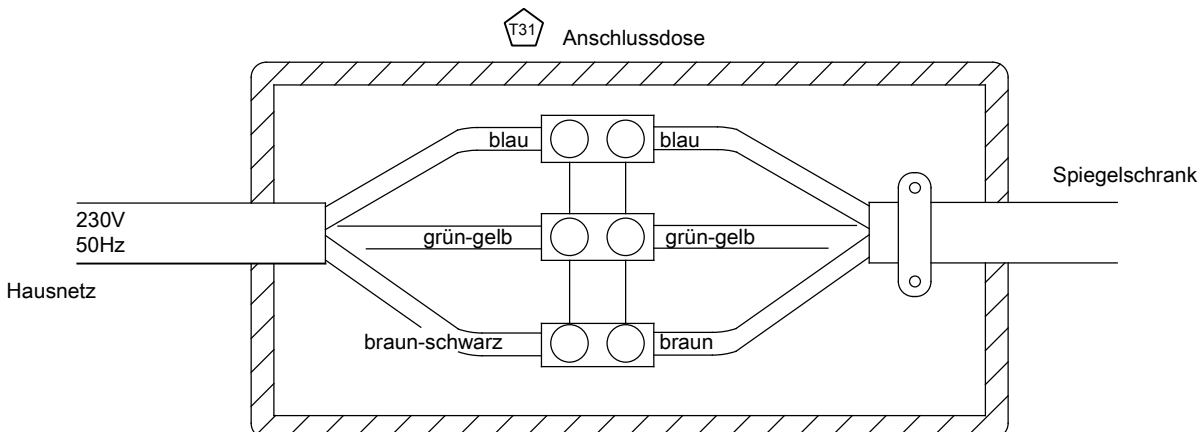 T31
Anschlussdose
blau
blau
Spiegelschrank
230V
50Hz
grün-gelb
grün-gelb
Hausnetz
braun-schwarz
braun